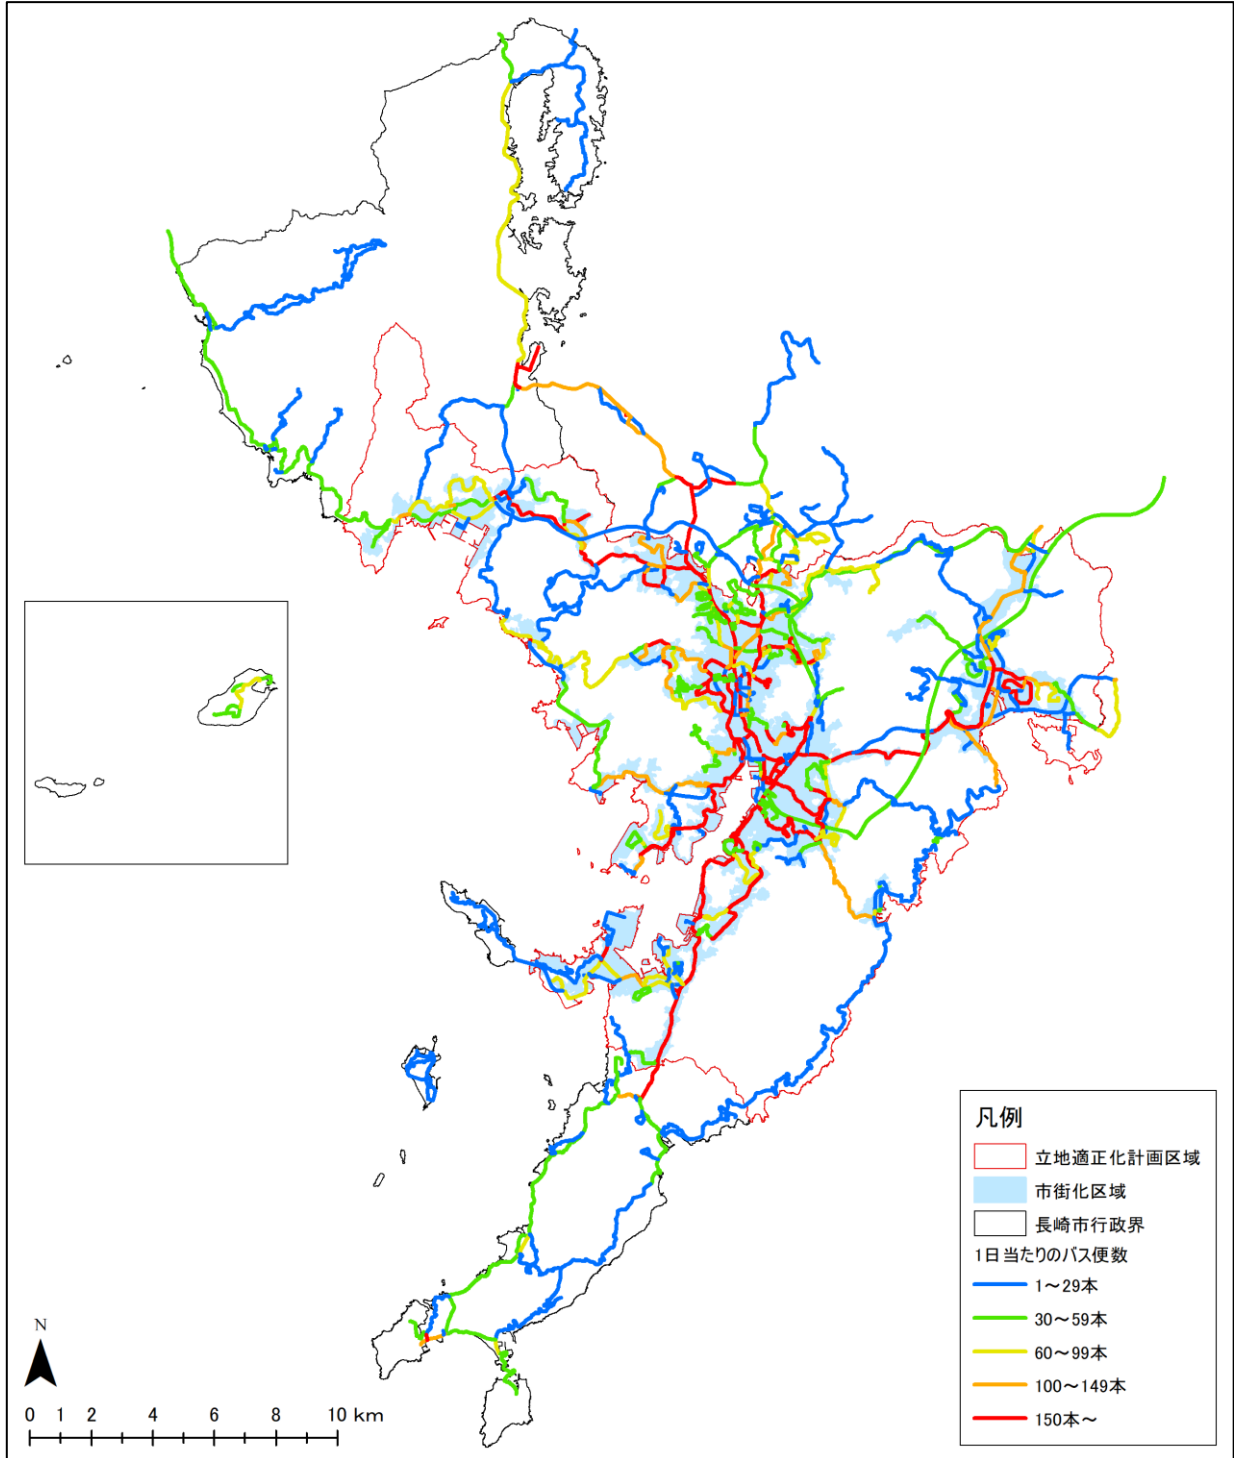 凡例
立地適正化計画区域
市街化区域
長崎市行政界
1日当たりのバス便数
1～29本
30～59本
60～99本
100～149本
150本～
N
0 1 2 4 6 8 10 km